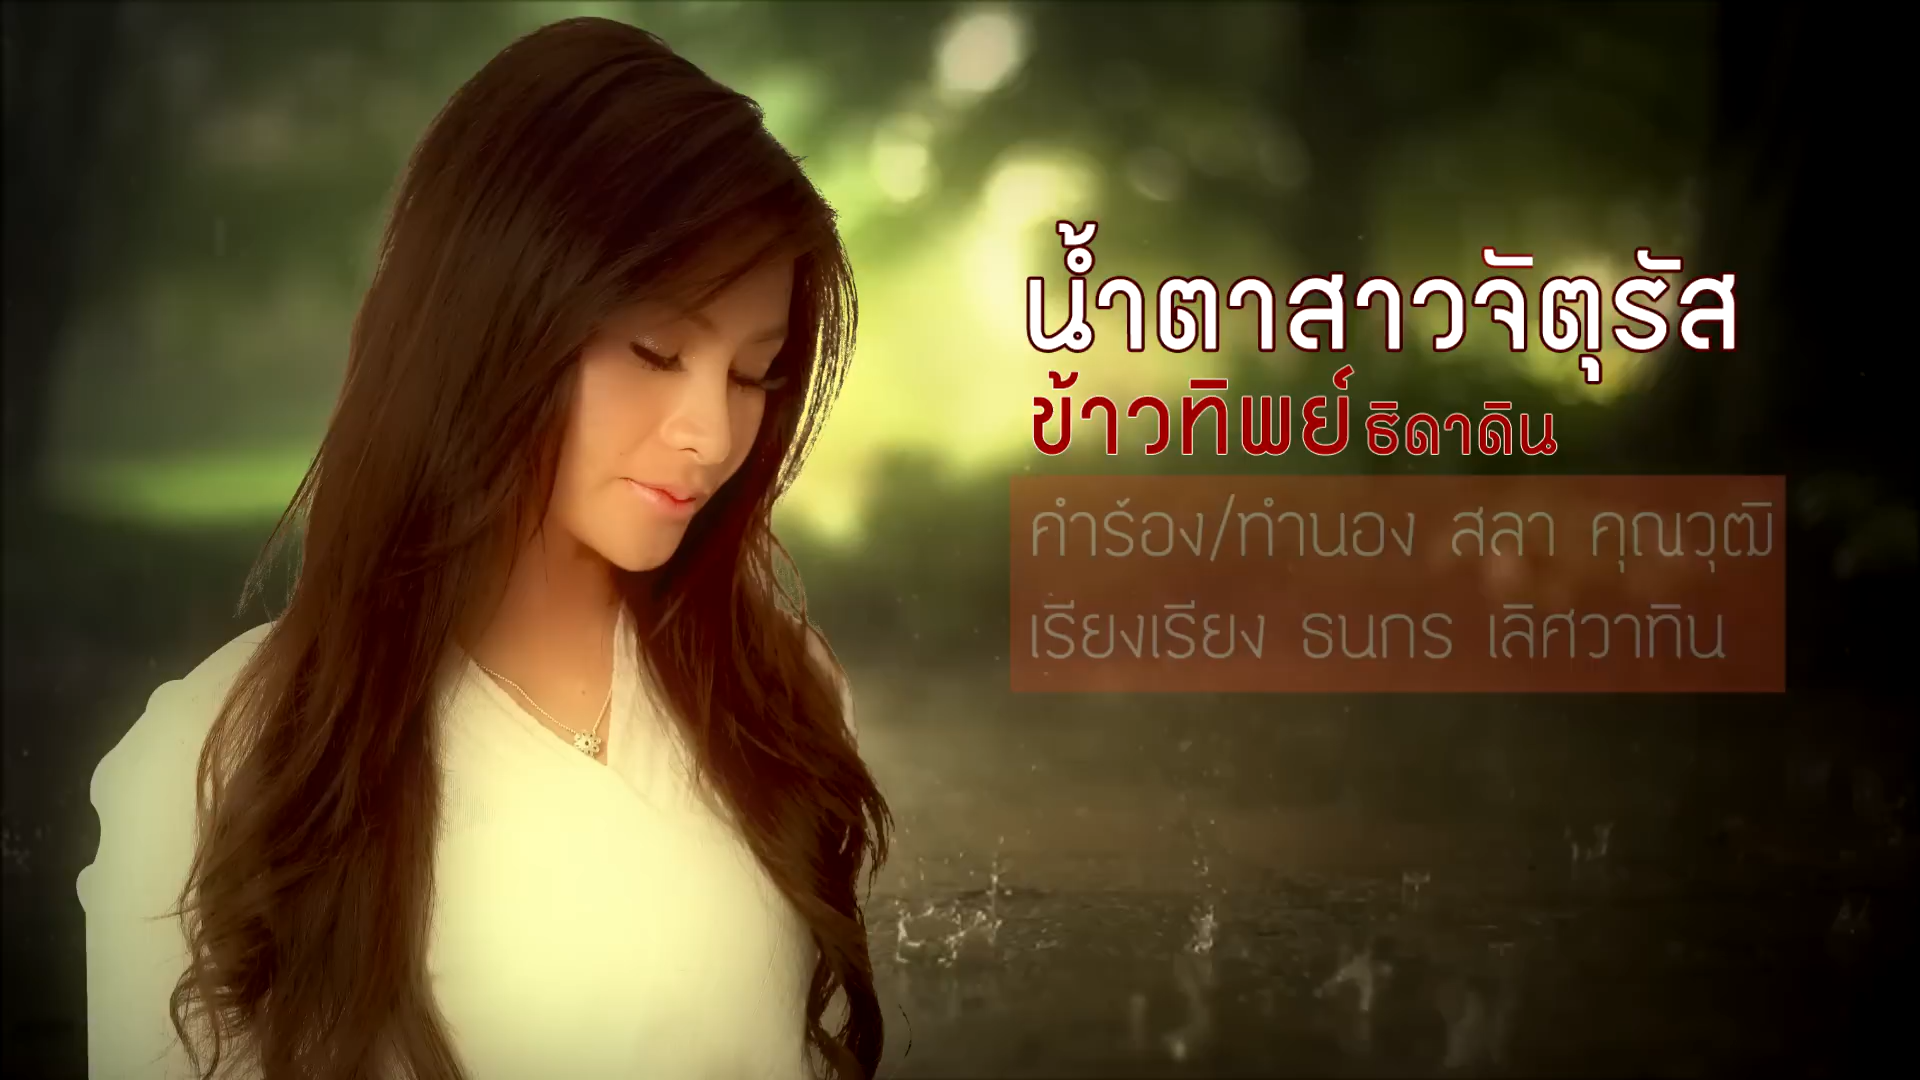 น้ำตาสาวจัตุรัส
ข้าวทิพย์ ธิดาดิน
คำร้อง/ทำนอง สลา คุณวุฒิ
เรียงเรียง ธนกร เลิศวาทิน